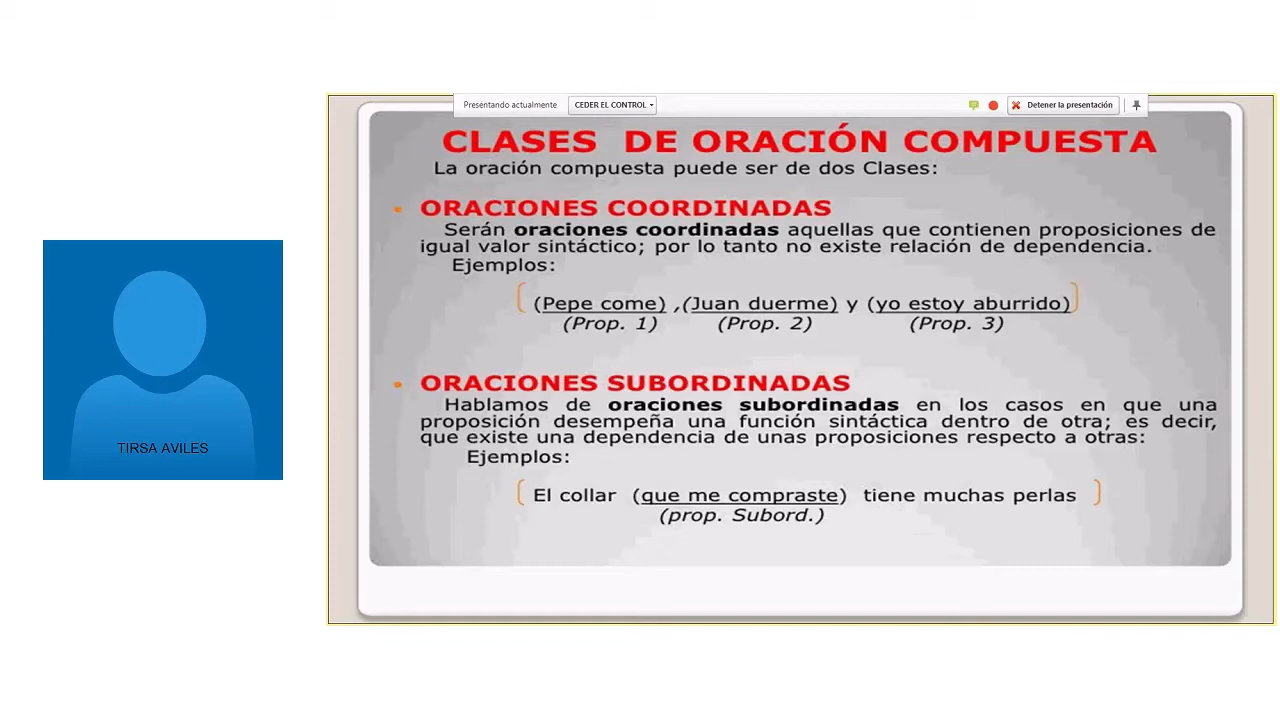 Presentando actualmente CEDER EL CONTROL Detener la presentación
CLASES DE ORACIÓN COMPUESTA
La oración compuesta puede ser de dos Clases:
ORACIONES COORDINADAS
Serán oraciones coordinadas aquellas que contienen proposiciones de
igual valor sintáctico; por lo tanto no existe relación de dependencia.
Ejemplos:
(Pepe come) ,(Juan duerme) y (yo estoy aburrido)
(Prop. 1) (Prop. 2) (Prop. 3)
ORACIONES SUBORDINADAS
Hablamos de oraciones subordinadas en los casos en que una
proposición desempeña una función sintáctica dentro de otra; es decir,
que existe una dependencia de unas proposiciones respecto a otras:
Ejemplos:
El collar (que me compraste) tiene muchas perlas
(prop. Subord.)
TIRSA AVILES